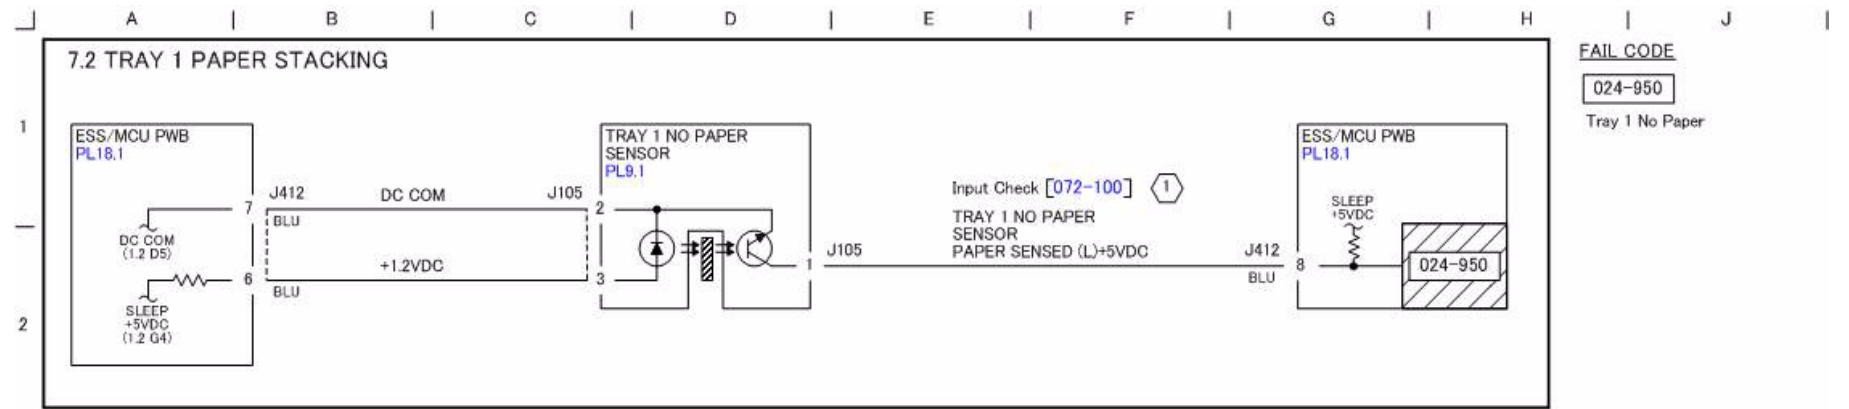 A B C D E F G H J
7.2 TRAY 1 PAPER STACKING
FAIL CODE
024-950
Tray 1 No Paper
1
2
ESS/MCU PWB
PL18.1
7
DC COM
(1.2 D5)
6
SLEEP
+5VDC
(1.2 G4)
J412
DC COM
J105
BLU
+1.2VDC
BLU
TRAY 1 NO PAPER
SENSOR
PL9.1
2
3
1
J105
Input Check [072-100] 1
TRAY 1 NO PAPER
SENSOR
PAPER SENSED (L)+5VDC
J412
BLU
ESS/MCU PWB
PL18.1
SLEEP
+5VDC
8
024-950